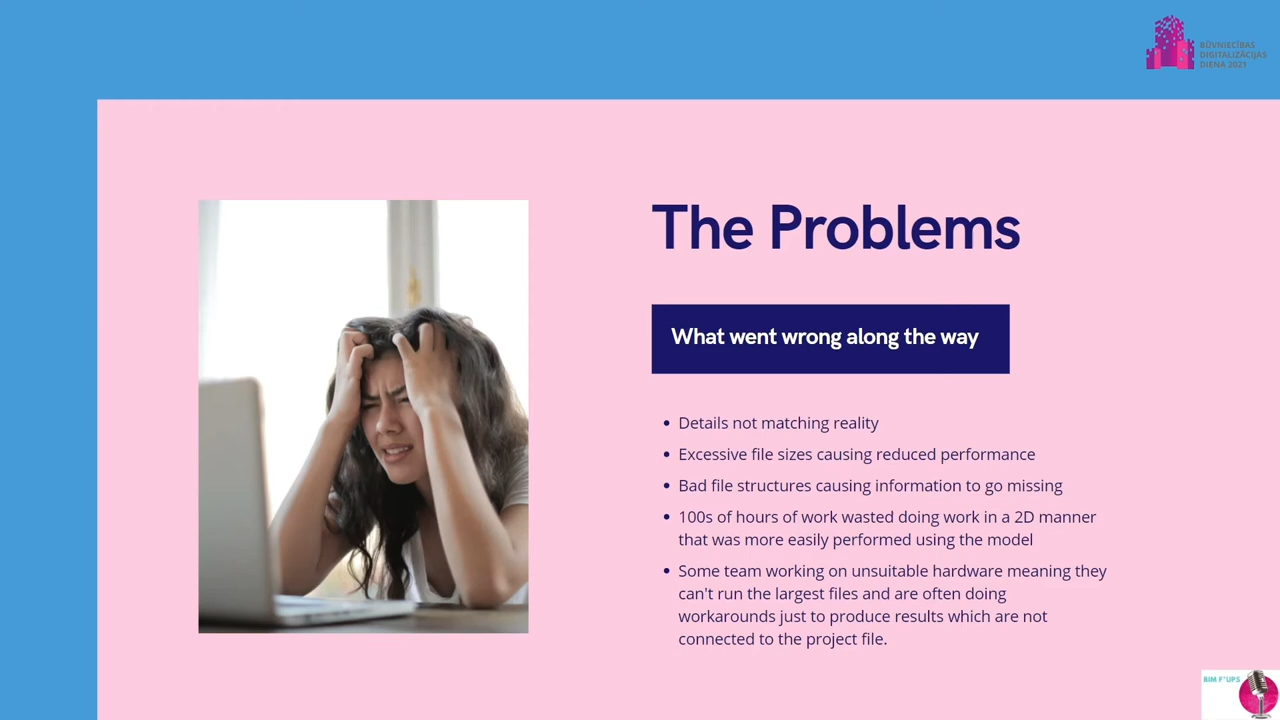 BŪVNIECĪBAS
DIGITALIZĀCIJAS
DIENA 2023
The Problems
What went wrong along the way
• Details not matching reality
• Excessive file sizes causing reduced performance
• Bad file structures causing information to go missing
• 100s of hours of work wasted doing work in a 2D manner
that was more easily performed using the model
• Some team working on unsuitable hardware meaning they
can't run the largest files and are often doing
workarounds just to produce results which are not
connected to the project file.
BIM F*UPS